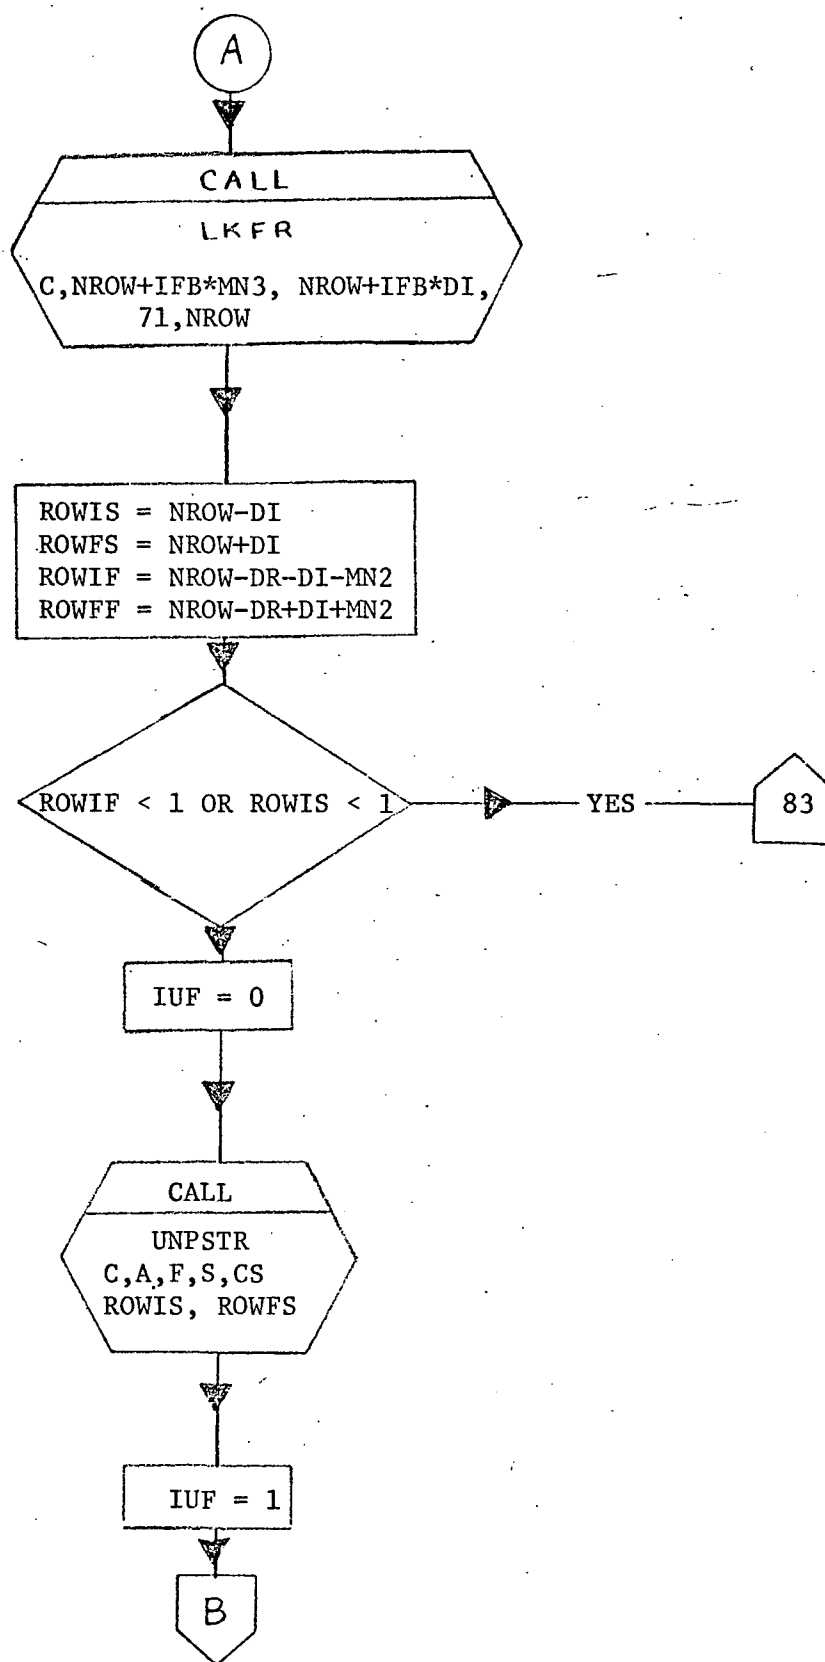 A
CALL
LKFR
C,NROW+IFB*MN3, NROW+IFB*DI,
71,NROW
ROWIS = NROW-DI
ROWFS = NROW+DI
ROWIF = NROW-DR-DI-MN2
ROWFF = NROW-DR+DI+MN2
ROWIF < 1 OR ROWIS < 1
YES
83
IUF = 0
CALL
UNPSTR
C,A,F,S,CS
ROWIS, ROWFS
IUF = 1
B